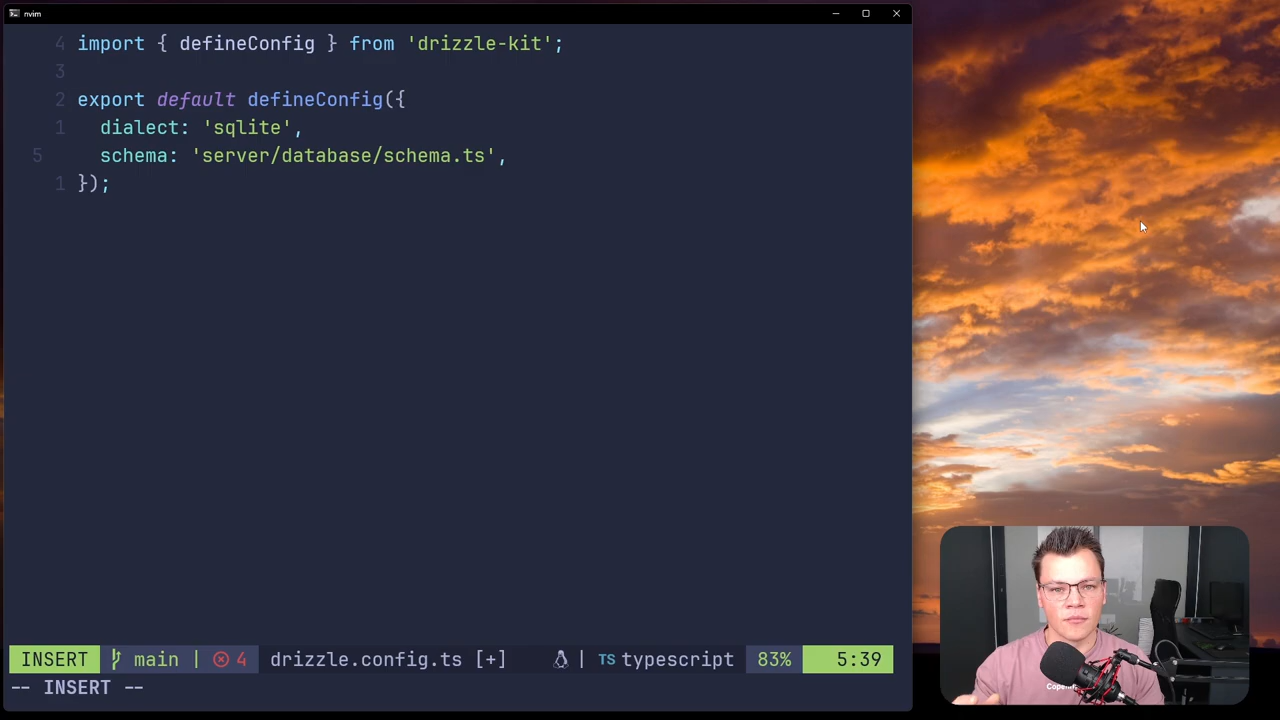 nvim
4 import { defineConfig } from 'drizzle-kit';
3
2 export default defineConfig({
1 dialect: 'sqlite',
5 schema: 'server/database/schema.ts',
1 });
INSERT main | 4 drizzle.config.ts [+] | TS typescript 83% 5:39
-- INSERT --